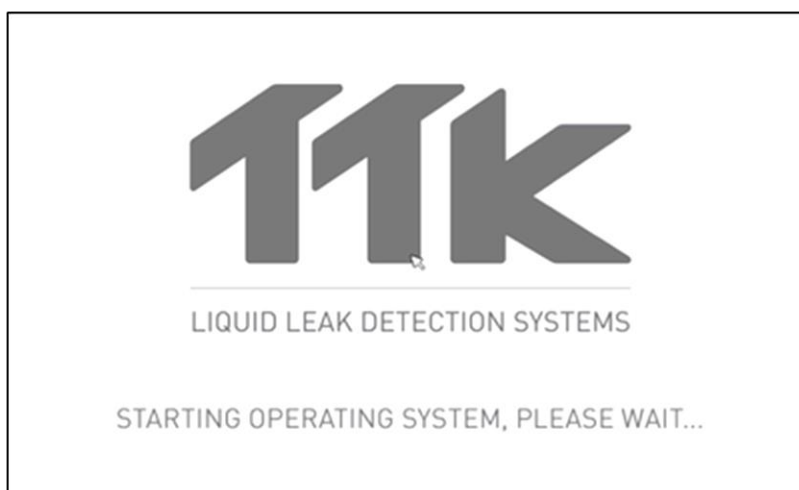 TTK
LIQUID LEAK DETECTION SYSTEMS
STARTING OPERATING SYSTEM, PLEASE WAIT...